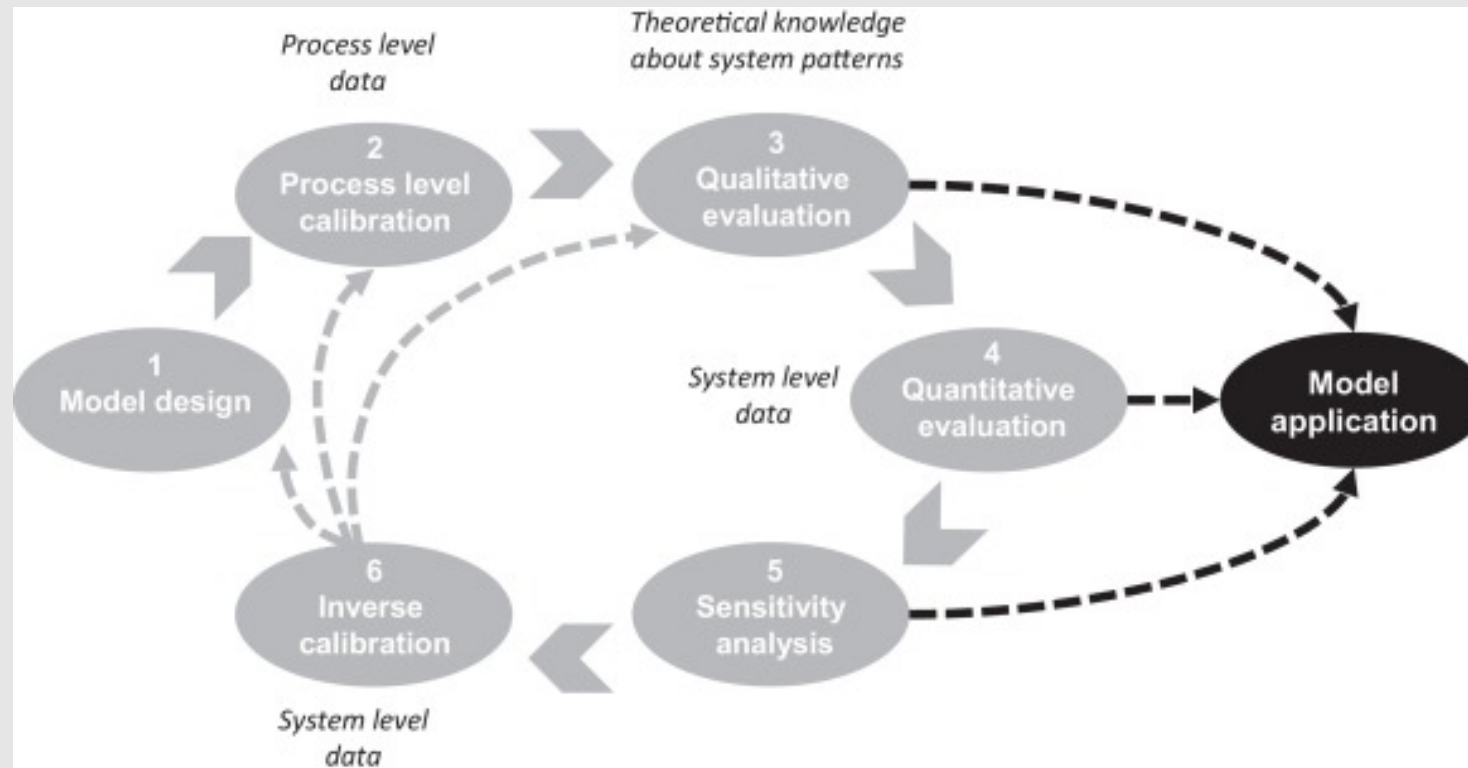 Process level
data
Theoretical knowledge
about system patterns
2
Process level
calibration
3
Qualitative
evaluation
1
Model design
System level
data
4
Quantitative
evaluation
Model
application
6
Inverse
calibration
5
Sensitivity
analysis
System level
data